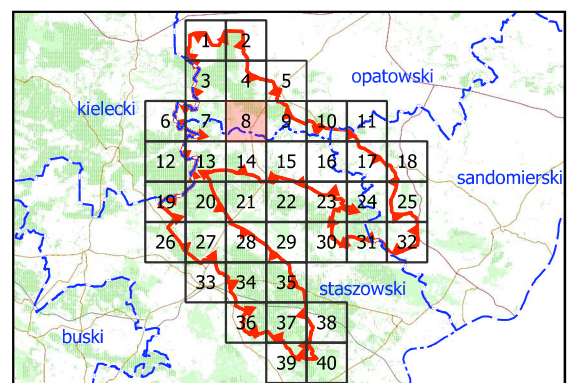 1 2
3 4 5
opatowski
kielecki
6 7 8 9 10 11
12 13 14 15 16 17 18
sandomierski
19 20 21 22 23 24 25
26 27 28 29 30 31 32
33 34 35
staszowski
36 37 38
buski
39 40